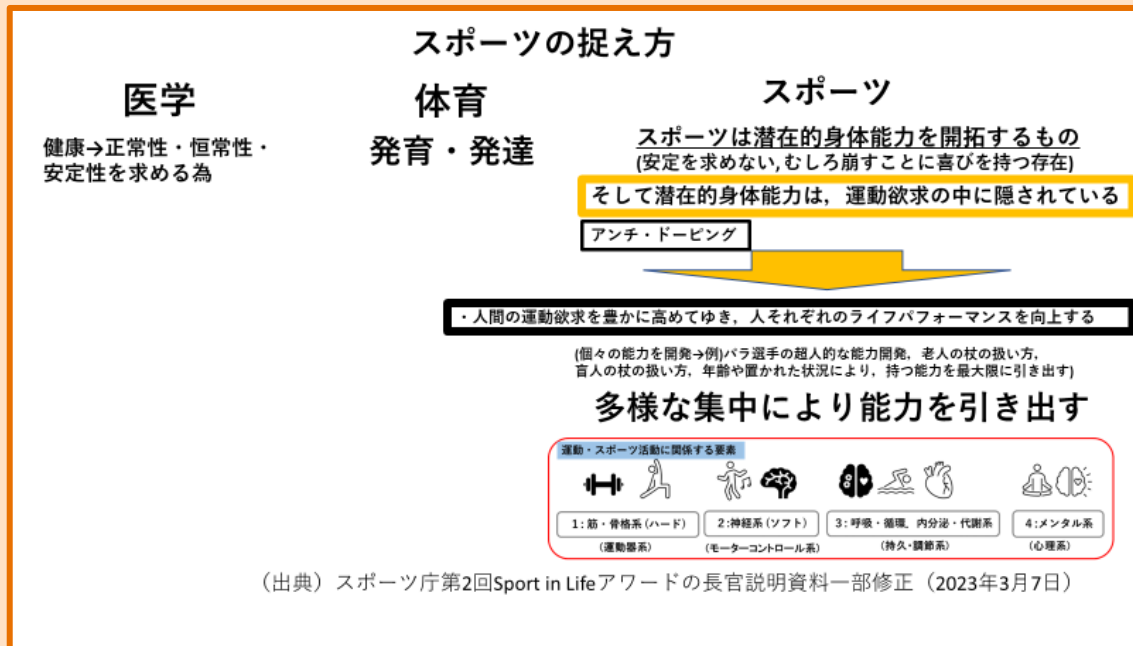 スポーツの捉え方
医学
健康→正常性・恒常性・
安定性を求める為
体育
発育・発達
スポーツ
スポーツは潜在的身体能力を開拓するもの
(安定を求めない,むしろ崩すことに喜びを持つ存在)
そして潜在的身体能力は，運動欲求の中に隠されている
アンチ・ドーピング
・人間の運動欲求を豊かに高めてゆき，人それぞれのライフパフォーマンスを向上する
(個々の能力を開発→例)パラ選手の超人的な能力開発，老人の杖の扱い方，
盲人の杖の扱い方，年齢や置かれた状況により，持つ能力を最大限に引き出す)
多様な集中により能力を引き出す
運動・スポーツ活動に関係する要素
1：筋・骨格系(ハード)
(運動器系)
2:神経系(ソフト)
(モーターコントロール系)
3：呼吸・循環、内分泌・代謝系
(持久・調節系)
4:メンタル系
(心理系)
（出典）スポーツ庁第2回Sport in Lifeアワードの長官説明資料一部修正（2023年3月7日）